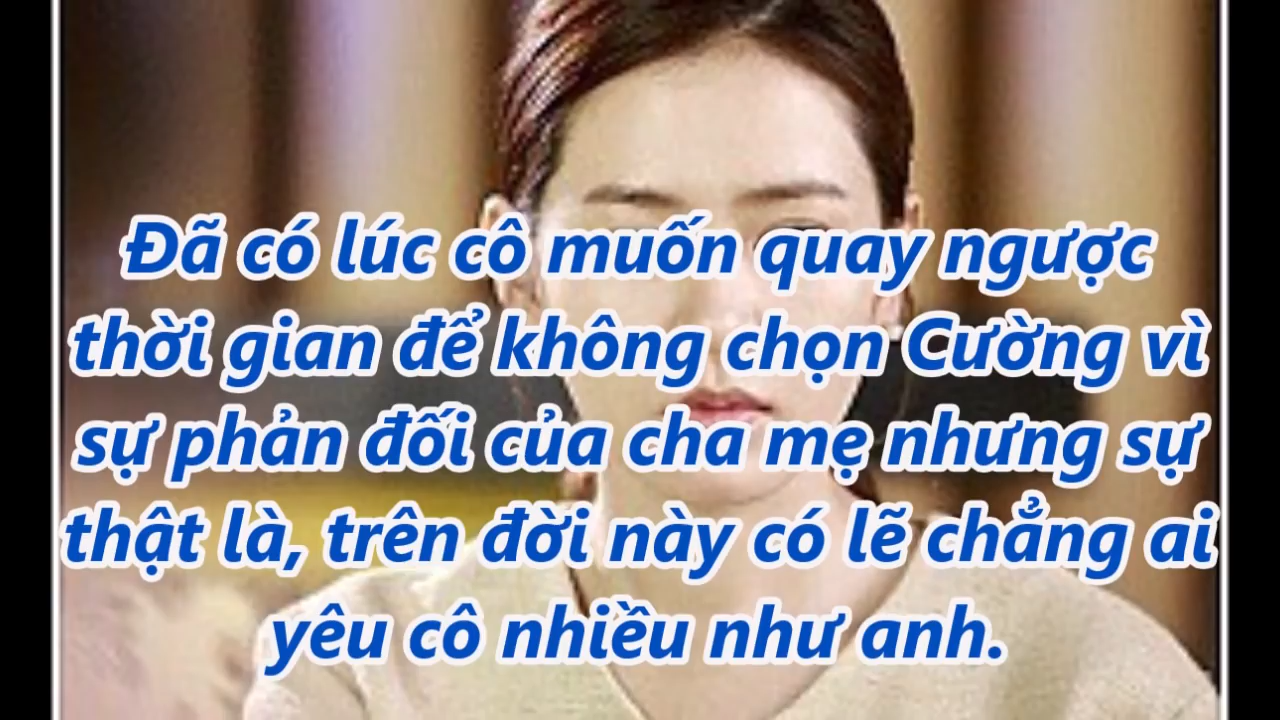 Đã có lúc cô muốn quay ngược
thời gian để không chọn Cường vì
sự phản đối của cha mẹ nhưng sự
thật là, trên đời này có lẽ chẳng ai
yêu cô nhiều như anh.